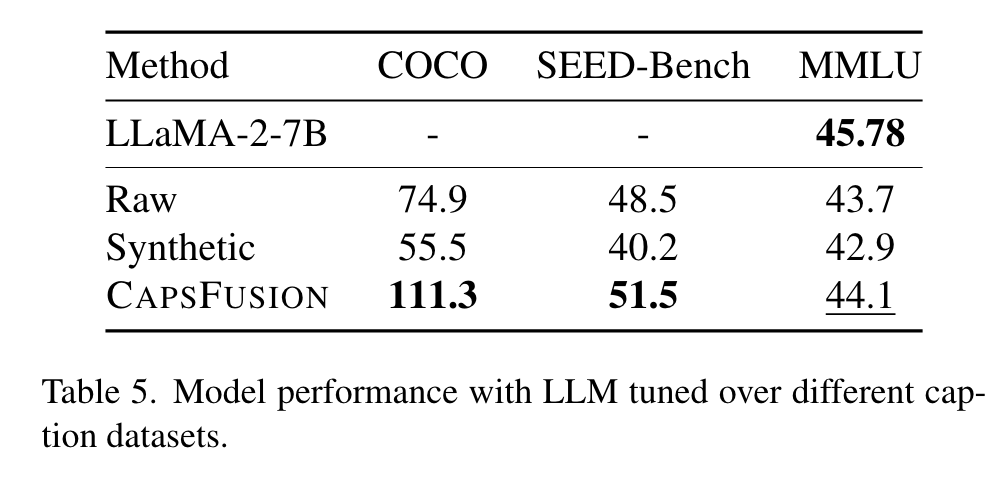 Method COCO SEED-Bench MMLU
LLaMA-2-7B - - 45.78
Raw 74.9 48.5 43.7
Synthetic 55.5 40.2 42.9
CAPSFUSION 111.3 51.5 44.1
Table 5. Model performance with LLM tuned over different cap-
tion datasets.